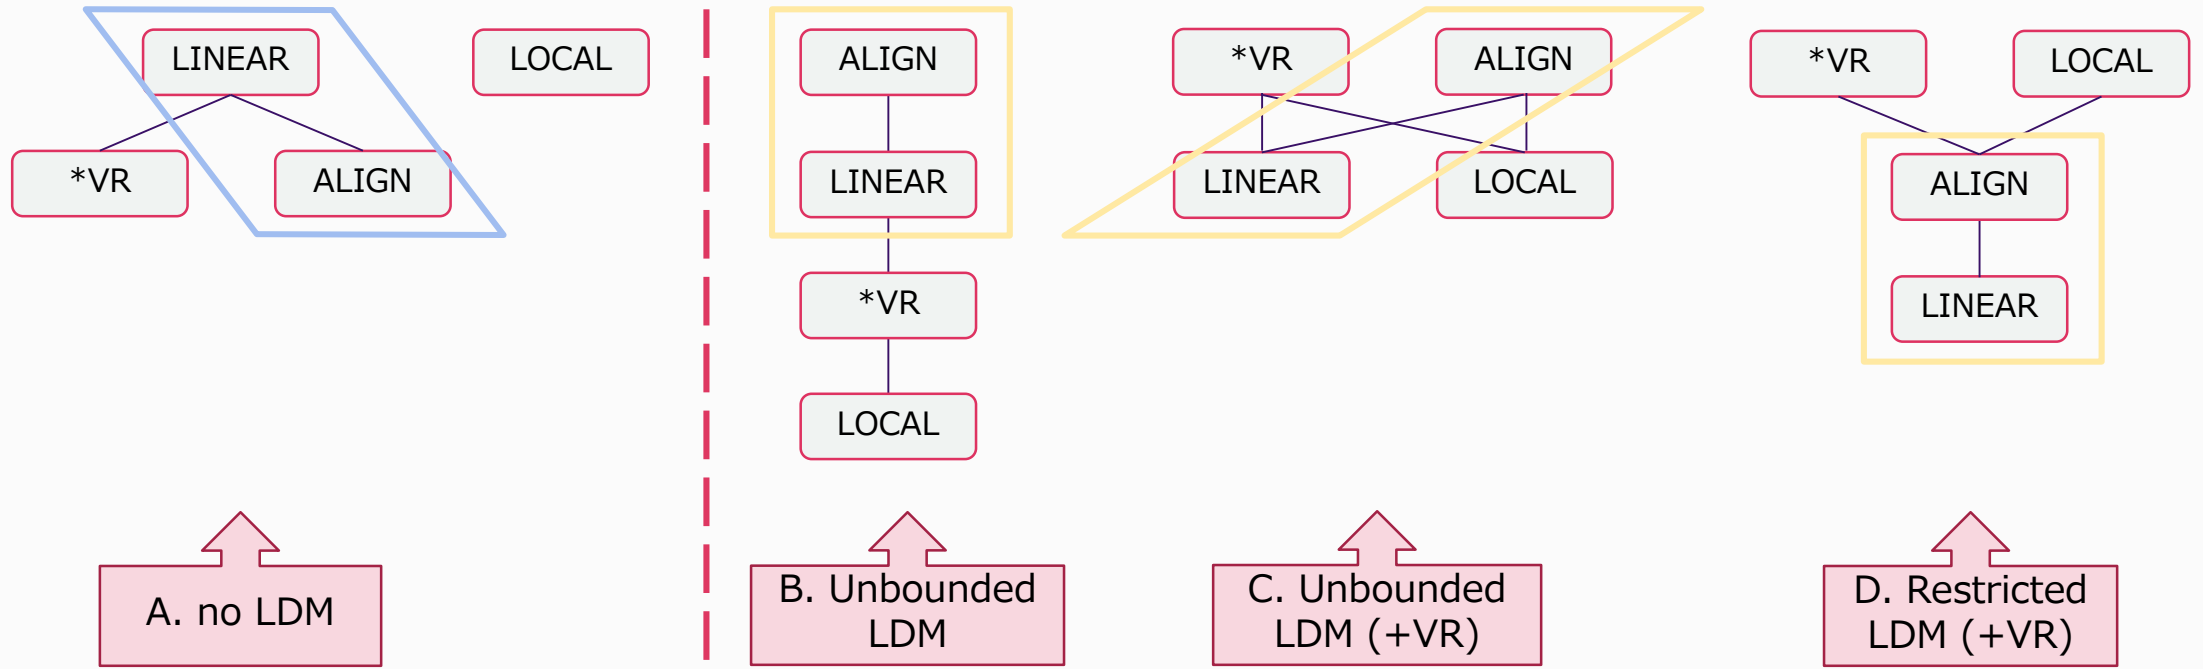 LINEAR
LOCAL
*VR
ALIGN
A. no LDM
ALIGN
LINEAR
*VR
LOCAL
B. Unbounded
LDM
*VR
ALIGN
LINEAR
LOCAL
C. Unbounded
LDM (+VR)
*VR
LOCAL
ALIGN
LINEAR
D. Restricted
LDM (+VR)